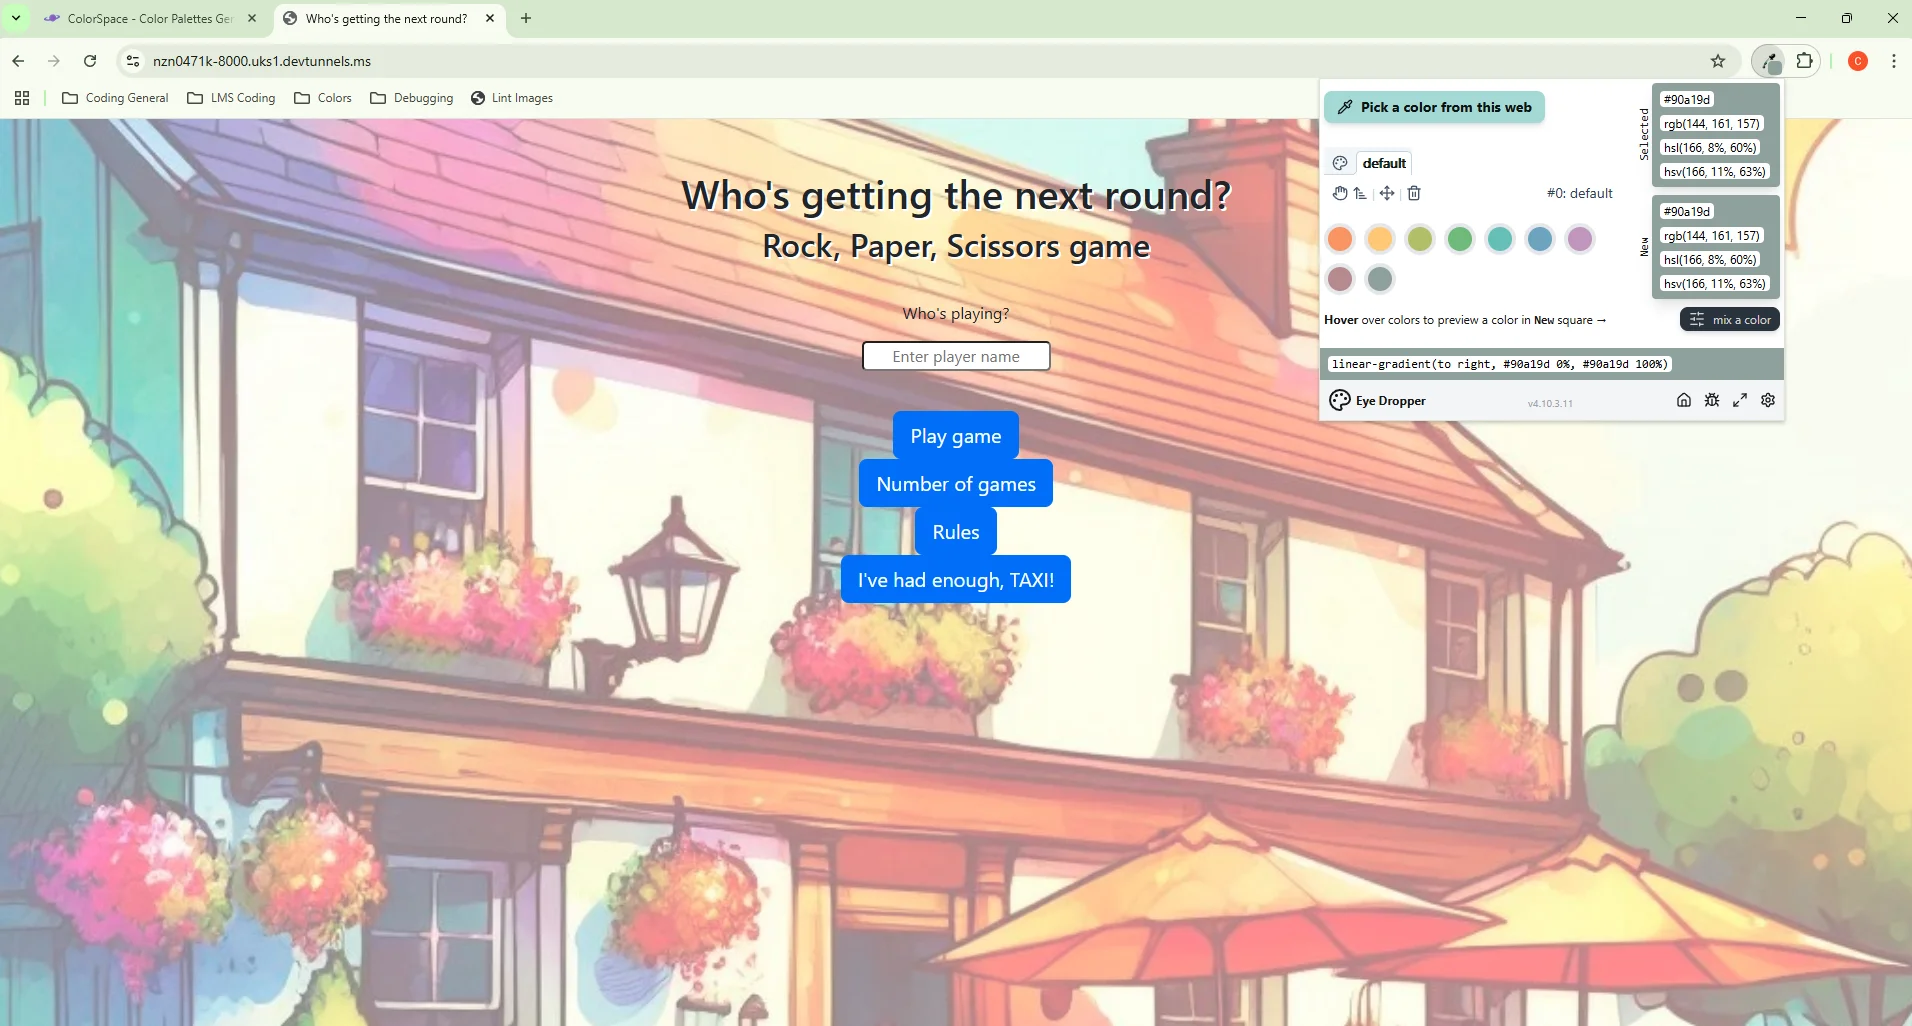 ColorSpace - Color Palettes Ger
Who's getting the next round?
nzn0471k-8000.uks1.devtunnels.ms
C
Coding General
LMS Coding
Colors
Debugging
Lint Images
Pick a color from this web
default
#0: default
Selected
#90a19d
rgb(144, 161, 157)
hsl(166, 8%, 60%)
hsv(166, 11%, 63%)
New
#90a19d
rgb(144, 161, 157)
hsl(166, 8%, 60%)
hsv(166, 11%, 63%)
Hover over colors to preview a color in New square →
mix a color
linear-gradient(to right, #90a19d 0%, #90a19d 100%)
Eye Dropper
v4.10.3.11
Who's getting the next round?
Rock, Paper, Scissors game
Who's playing?
Enter player name
Play game
Number of games
Rules
I've had enough, TAXI!